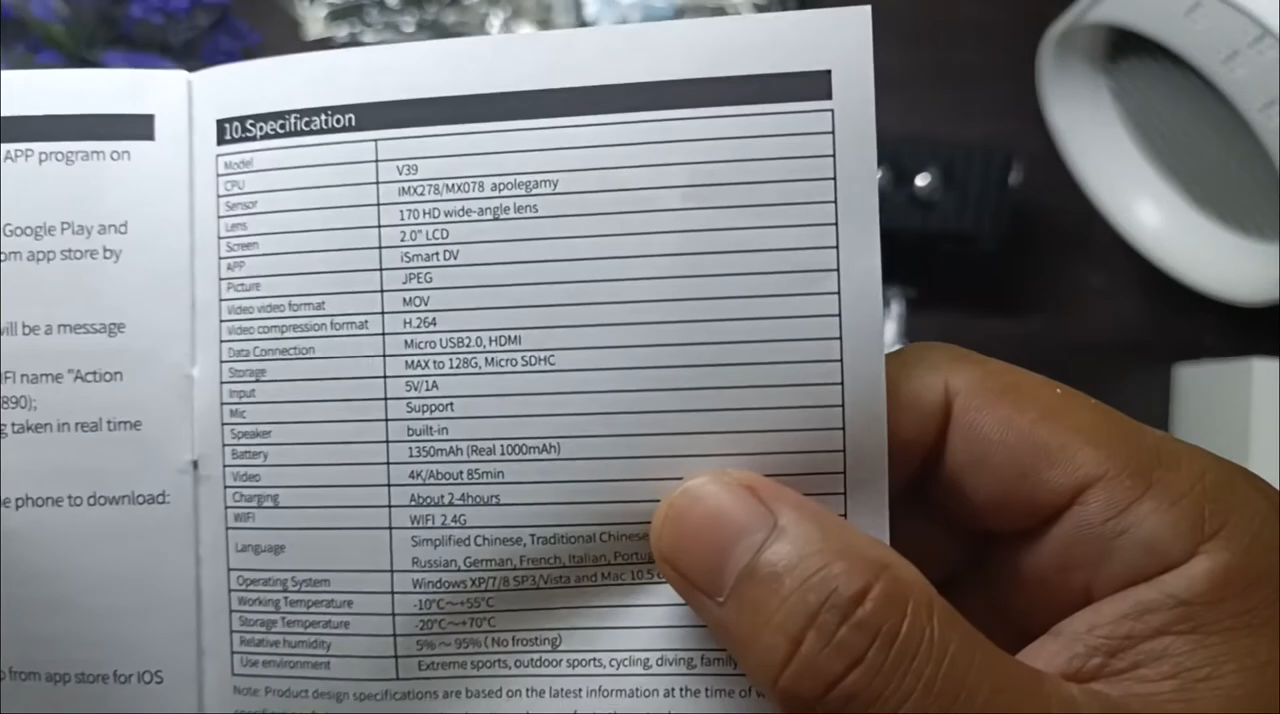 APP program on
Google Play and
om app store by
will be a message
IFI name "Action
890);
g taken in real time
e phone to download:
from app store for IOS
10.Specification
Model
CPU V39
Sensor IMX278/MX078 apolegamy
Lens 170 HD wide-angle lens
Screen 2.0" LCD
APP iSmart DV
Picture JPEG
Video video format MOV
Video compression format H.264
Data Connection Micro USB2.0, HDMI
Storage MAX to 128G, Micro SDHC
Input 5V/1A
Mic Support
Speaker built-in
Battery 1350mAh (Real 1000mAh)
Video 4K/About 85min
Charging About 2-4hours
WIFI WIFI 2.4G
Language Simplified Chinese, Traditional Chinese
Russian, German, French, Italian, Portug
Operating System Windows XP/7/8 SP3/Vista and Mac 10.5
Working Temperature -10°C～+55°C
Storage Temperature -20°C～+70°C
Relative humidity 5%～95% ( No frosting)
Use environment Extreme sports, outdoor sports, cycling, diving, family
Note: Product design specifications are based on the latest information at the time of